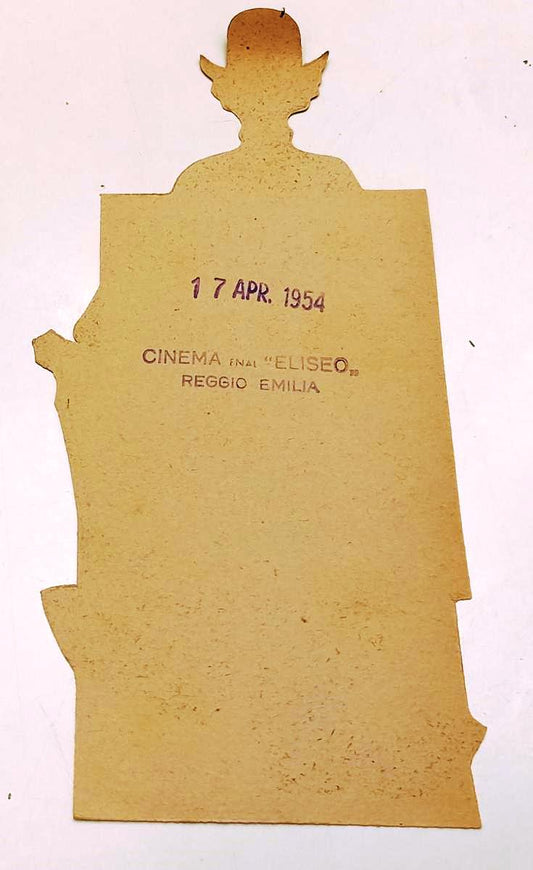 17 APR. 1954
CINEMA ENAL "ELISEO„
REGGIO EMILIA